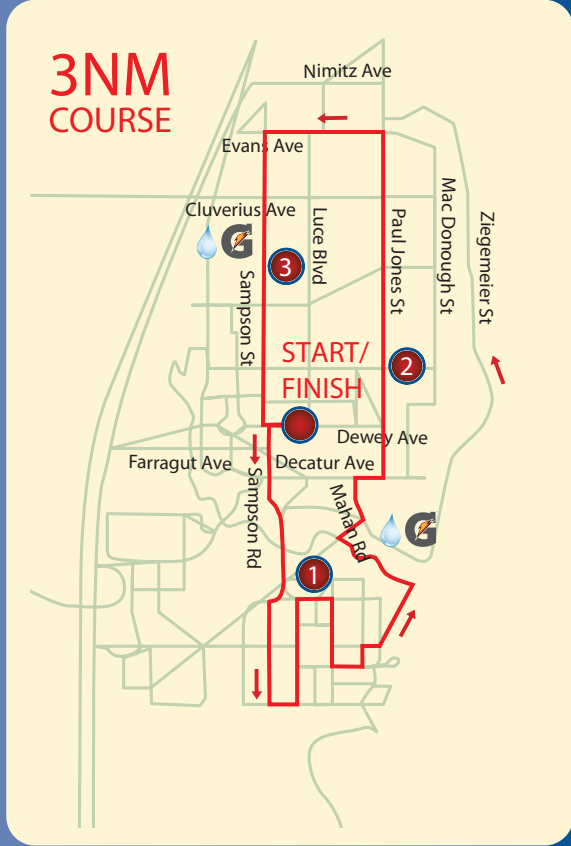 3NM
COURSE
Nimitz Ave
Evans Ave
Cluverius Ave
G
Luce Blvd
Paul Jones St
Mac Donough St
Ziegemeier St
3
Sampson St
START/
FINISH
2
Dewey Ave
Farragut Ave
Decatur Ave
Sampson Rd
Mahan Rd
G
1